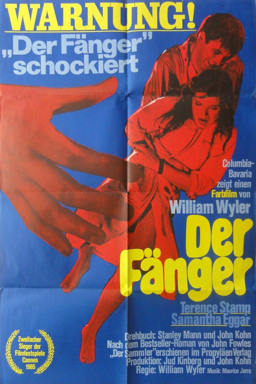 WARNUNG!
„Der Fänger"
schockiert
Columbia-
Bavaria
zeigt einen
Farbfilm von
William Wyler
Der
Fänger
Terence Stamp
Samantha Eggar
Drehbuch: Stanley Mann und John Kohn
Nach dem Bestseller-Roman von John Fowles
„Der Sammler" erschienen im Propyläen Verlag
Produktion: Jud Kinberg und John Kohn
Regie: William Wyler Musik: Maurice Jarre
Zweifacher
Sieger der
Filmfestspiele
Cannes
1965